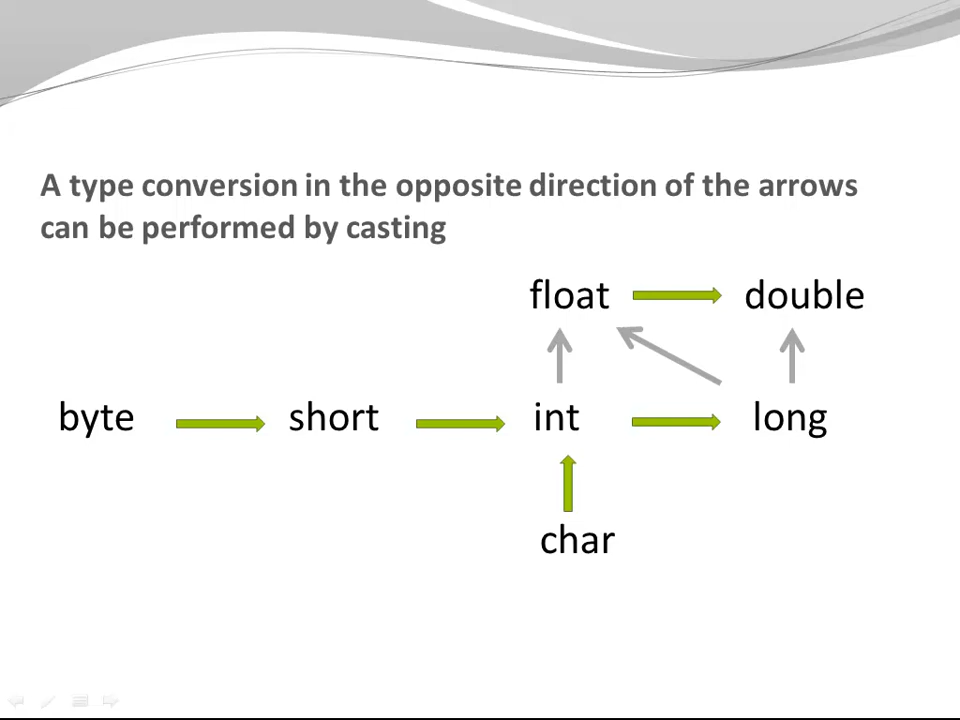 A type conversion in the opposite direction of the arrows
can be performed by casting
float double
byte short int long
char